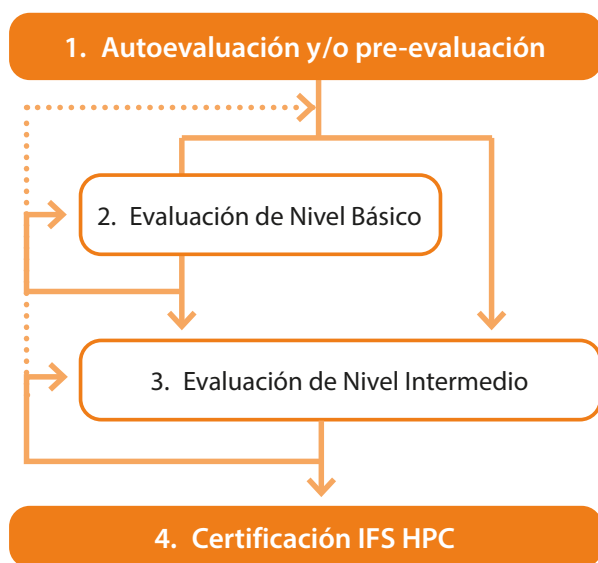 1. Autoevaluación y/o pre-evaluación
2. Evaluación de Nivel Básico
3. Evaluación de Nivel Intermedio
4. Certificación IFS HPC